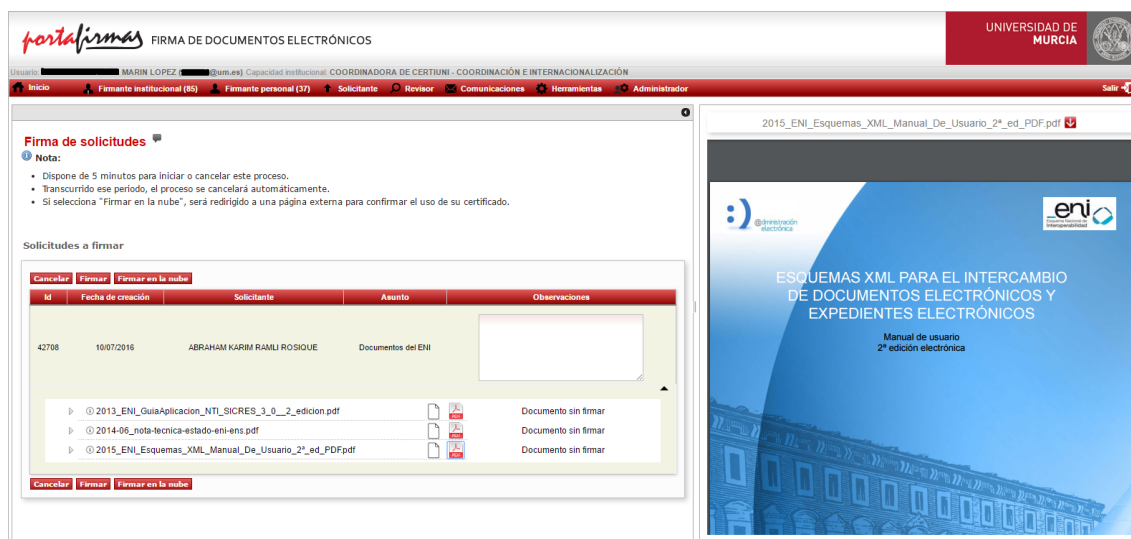 portafirmas FIRMA DE DOCUMENTOS ELECTRÓNICOS
UNIVERSIDAD DE
MURCIA
Usuario: MARIN LOPEZ ( @um.es) Capacidad institucional: COORDINADORA DE CERTIUNI - COORDINACIÓN E INTERNACIONALIZACIÓN
Inicio Firmante institucional (85) Firmante personal (37) Solicitante Revisor Comunicaciones Herramientas Administrador Salir
Firma de solicitudes
Nota:
• Dispone de 5 minutos para iniciar o cancelar este proceso.
• Transcurrido ese periodo, el proceso se cancelará automáticamente.
• Si selecciona "Firmar en la nube", será redirigido a una página externa para confirmar el uso de su certificado.
Solicitudes a firmar
Cancelar Firmar Firmar en la nube
Id Fecha de creación Solicitante Asunto Observaciones
42708 10/07/2016 ABRAHAM KARIM RAMLI ROSIQUE Documentos del ENI
2013_ENI_GuiaAplicacion_NTI_SICRES_3_0__2_edicion.pdf PDF Documento sin firmar
2014-06_nota-tecnica-estado-eni-ens.pdf PDF Documento sin firmar
2015_ENI_Esquemas_XML_Manual_De_Usuario_2ª_ed_PDF.pdf PDF Documento sin firmar
Cancelar Firmar Firmar en la nube
2015_ENI_Esquemas_XML_Manual_De_Usuario_2ª_ed_PDF.pdf
:)
@dministración
electrónica
eni
Esquema Nacional de
Interoperabilidad
ESQUEMAS XML PARA EL INTERCAMBIO
DE DOCUMENTOS ELECTRÓNICOS Y
EXPEDIENTES ELECTRÓNICOS
Manual de usuario
2ª edición electrónica